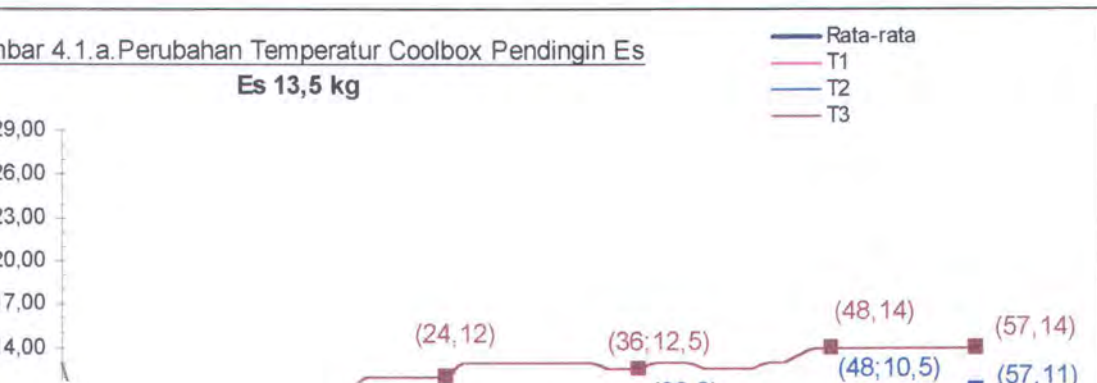 nbar 4.1.a.Perubahan Temperatur Coolbox Pendingin Es
Es 13,5 kg
Rata-rata
T1
T2
T3
29,00
26,00
23,00
20,00
7,00
4,00
(24,12)
(36;12,5)
(48,14)
(57,14)
(48;10,5)
(57,11)